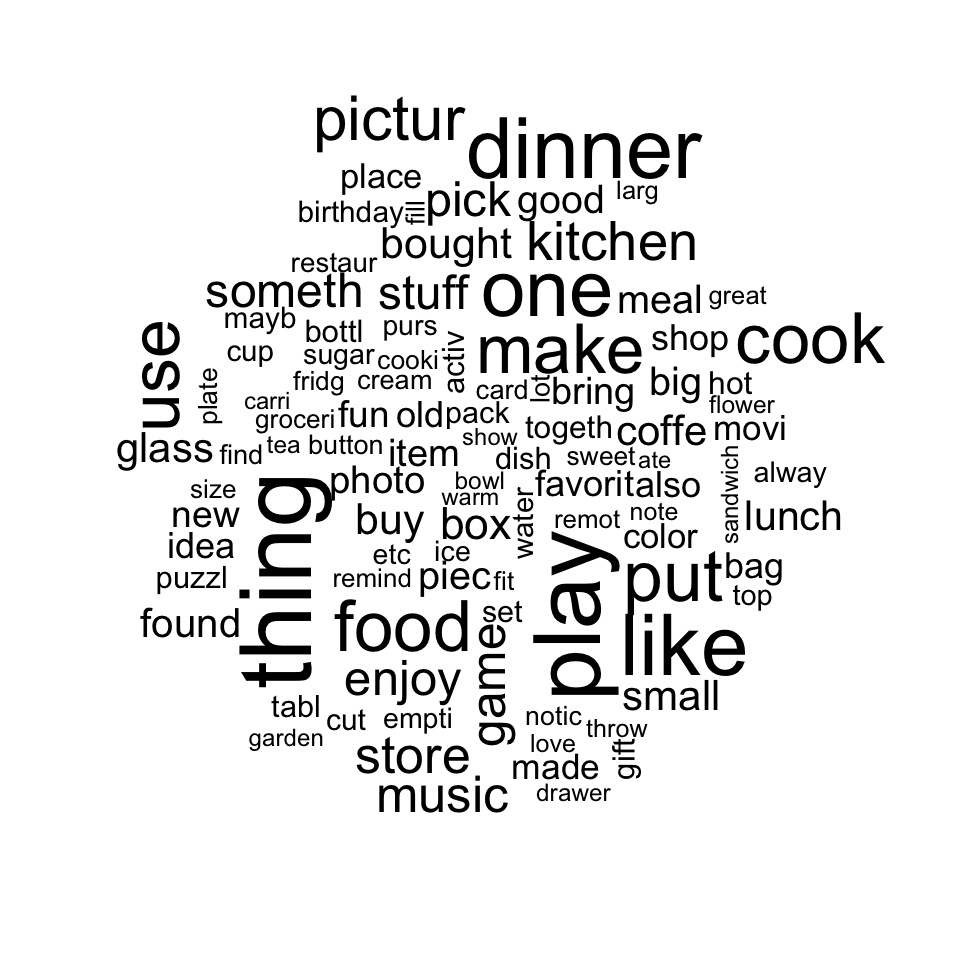 pictur
dinner
place
pick good larg
birthday fill
bought kitchen
restaur
someth stuff one meal great
mayb bottl purs
use cup sugar cooki activ make shop cook
plate fridg cream card lot bring big hot
carri groceri fun old pack flower
glass find tea button item show togeth coffe movi
dish sweet ate
size photo bowl favorit also sandwich alway
new thing warm water
buy box remot note lunch
idea etc ice color
puzzl remind piec fit play put bag
top
found food set like
enjoy game small
tabl cut empti notic throw
garden love
store made gift
music drawer